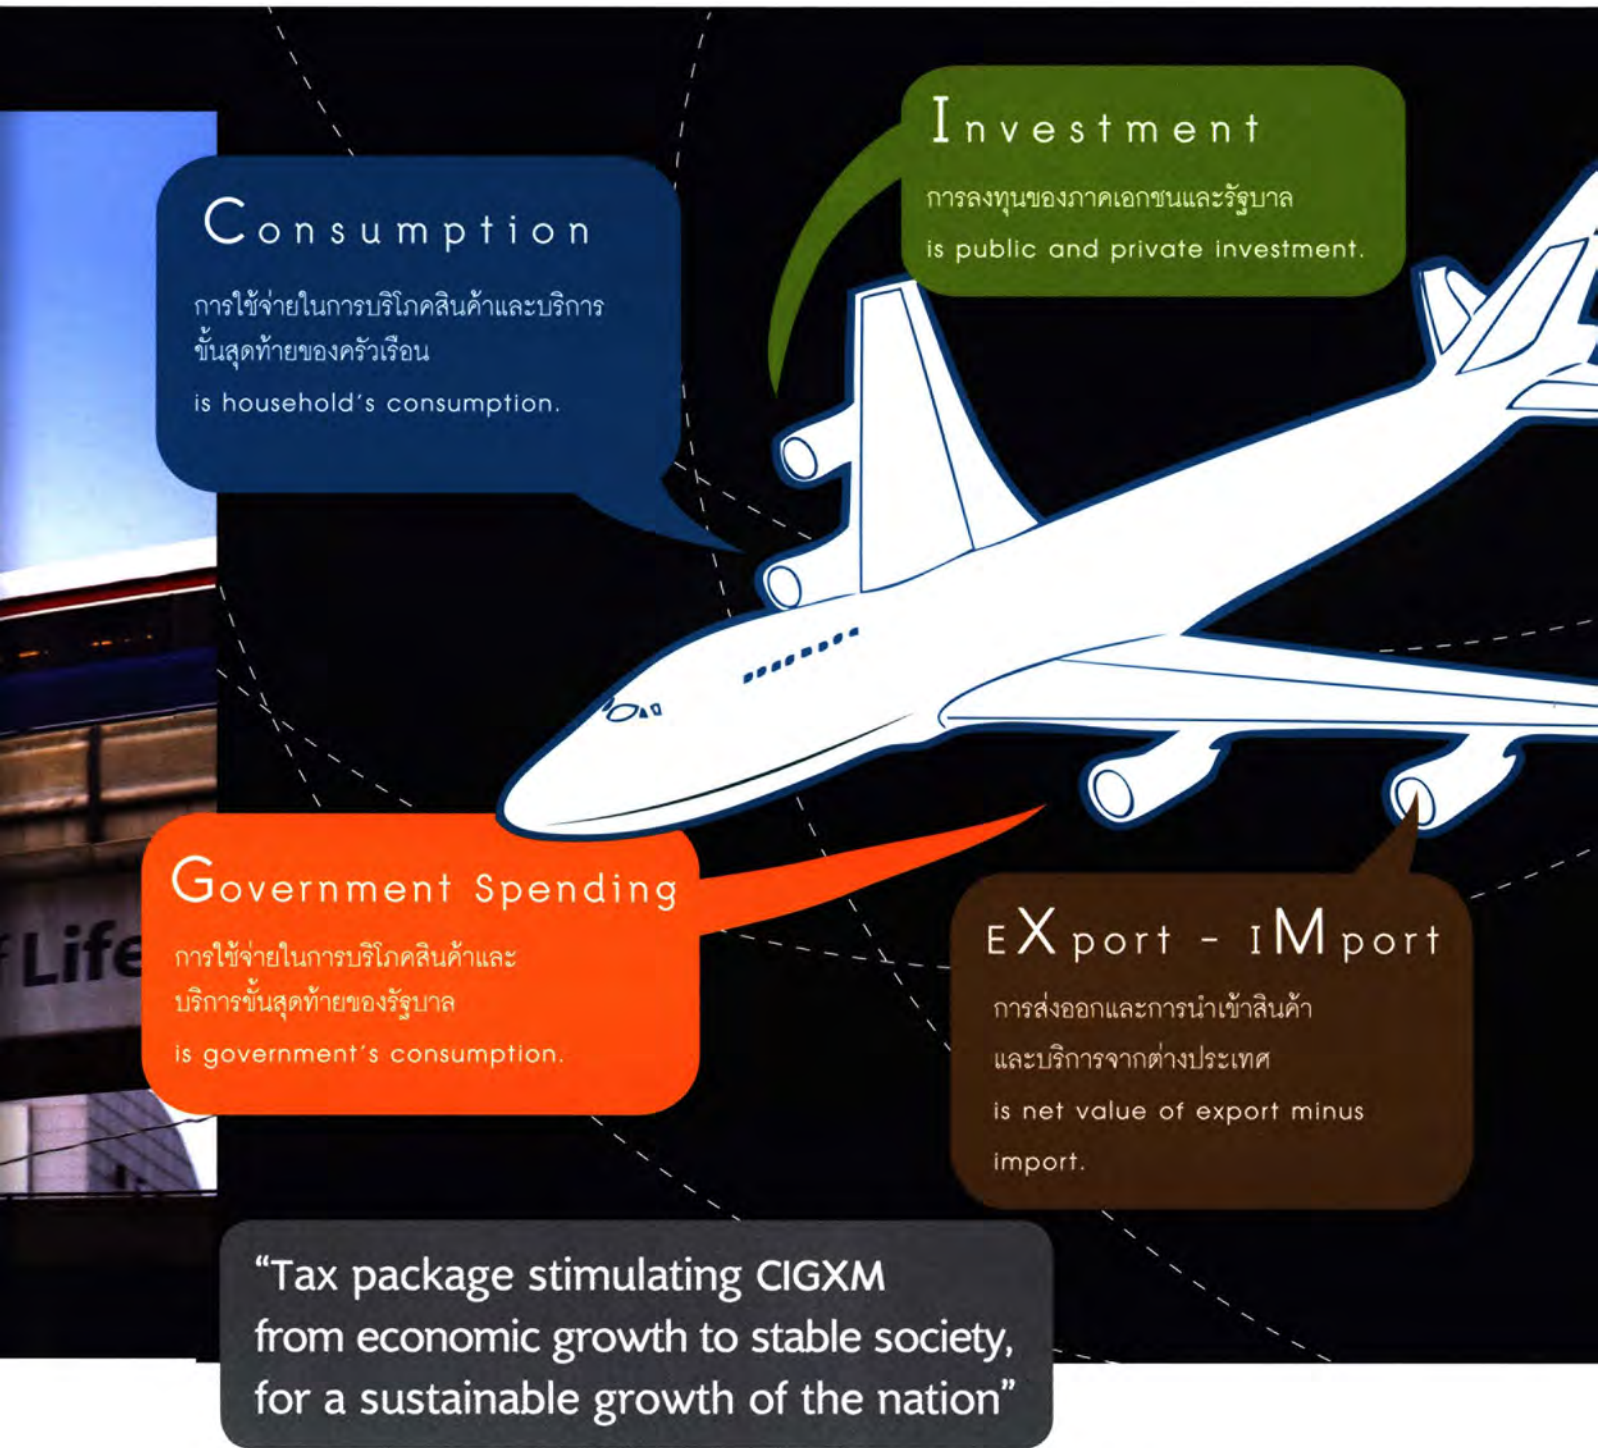 Investment
การลงทุนของภาคเอกชนและรัฐบาล
is public and private investment.
Consumption
การใช้จ่ายในการบริโภคสินค้าและบริการ
ขั้นสุดท้ายของครัวเรือน
is household's consumption.
Government Spending
การใช้จ่ายในการบริโภคสินค้าและ
บริการขั้นสุดท้ายของรัฐบาล
is government's consumption.
Life
EXport - IMport
การส่งออกและการนำเข้าสินค้า
และบริการจากต่างประเทศ
is net value of export minus
import.
“Tax package stimulating CIGXM
from economic growth to stable society,
for a sustainable growth of the nation”